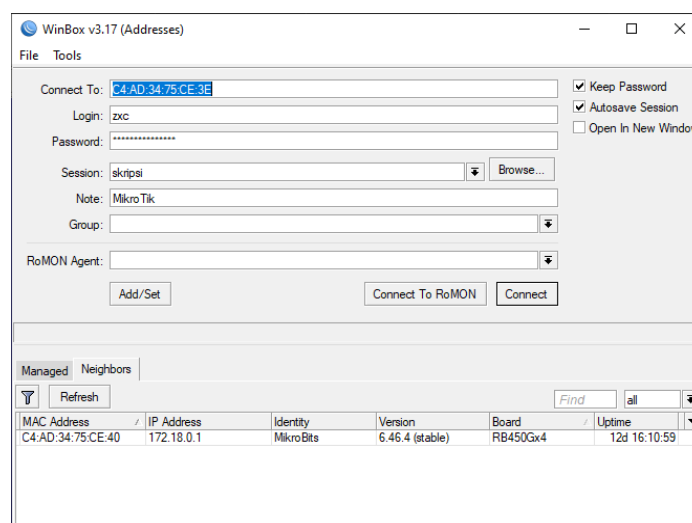 WinBox v3.17 (Addresses)
File Tools
Connect To: C4:AD:34:75:CE:3E
Keep Password
Login: zxc
Autosave Session
Password: ***************
Open In New Windo
Session: skripsi
Browse...
Note: MikroTik
Group:
RoMON Agent:
Add/Set Connect To RoMON Connect
Managed Neighbors
Refresh Find all
MAC Address IP Address Identity Version Board Uptime
C4:AD:34:75:CE:40 172.18.0.1 MikroBits 6.46.4 (stable) RB450Gx4 12d 16:10:59